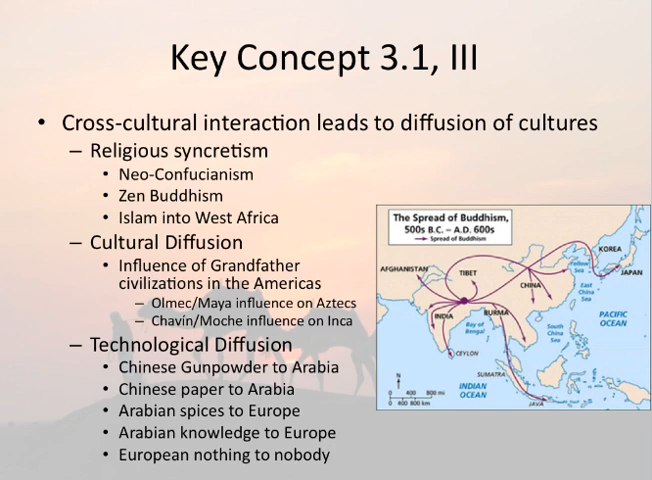 Key Concept 3.1, III
• Cross-cultural interaction leads to diffusion of cultures
– Religious syncretism
• Neo-Confucianism
• Zen Buddhism
• Islam into West Africa
– Cultural Diffusion
• Influence of Grandfather
civilizations in the Americas
– Olmec/Maya influence on Aztecs
– Chavín/Moche influence on Inca
– Technological Diffusion
• Chinese Gunpowder to Arabia
• Chinese paper to Arabia
• Arabian spices to Europe
• Arabian knowledge to Europe
• European nothing to nobody
The Spread of Buddhism,
500s B.C. – A.D. 600s
Spread of Buddhism
KOREA
AFGHANISTAN
TIBET
Yellow
Sea
JAPAN
CHINA
East
China
Sea
INDIA
BURMA
PACIFIC
OCEAN
Bay of
Bengal
South
China
Sea
CEYLON
SUMATRA
N
INDIAN
OCEAN
0 400 800 mi
0 400 800 km
JAVA